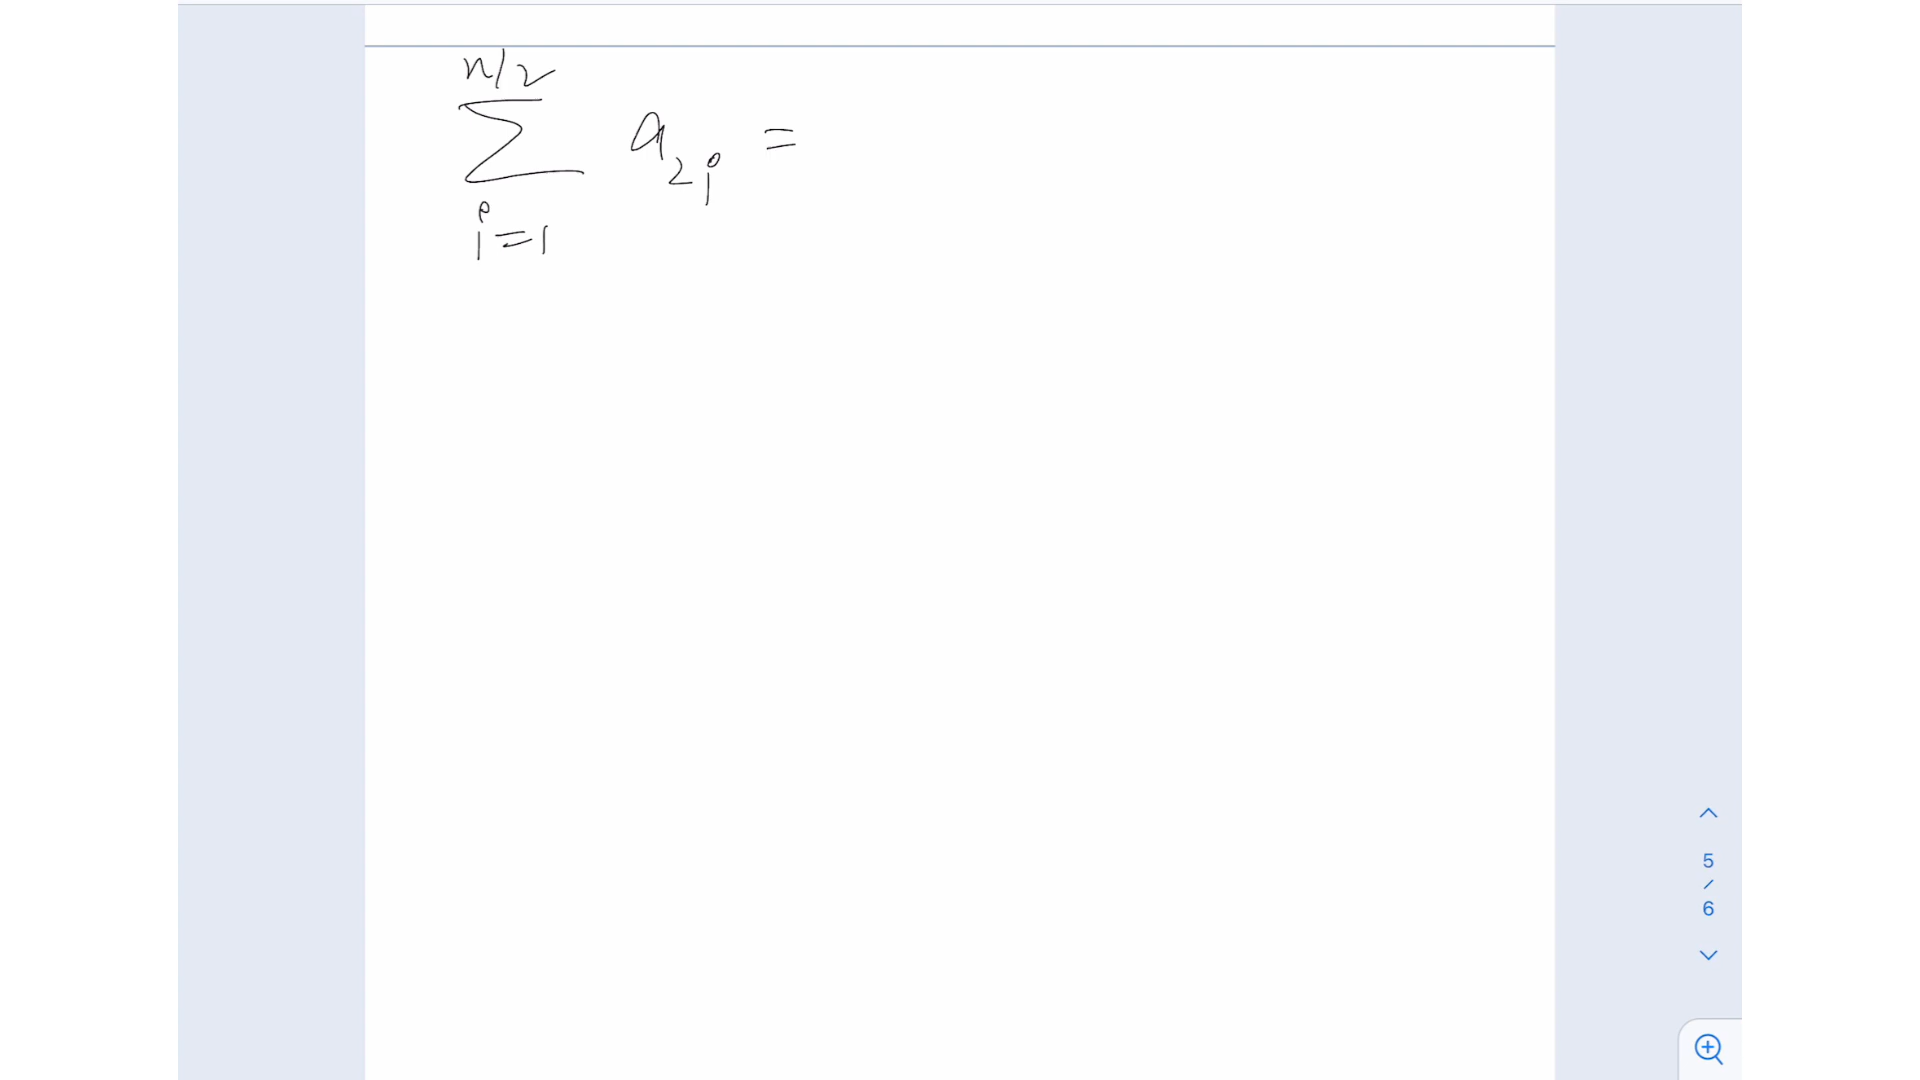 n/2
∑ a_{2i} =
i=1
5
/
6